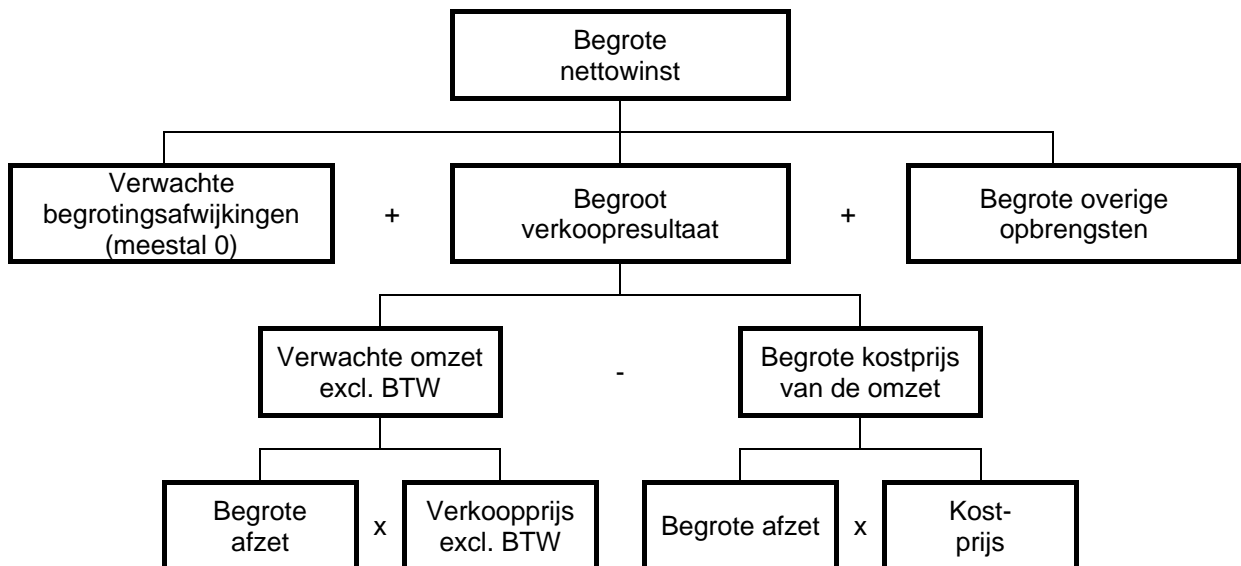 Begrote
nettowinst
Verwachte
begrotingsafwijkingen
(meestal 0)
+
Begroot
verkoopresultaat
+
Begrote overige
opbrengsten
Verwachte omzet
excl. BTW
-
Begrote kostprijs
van de omzet
Begrote
afzet
x
Verkoopprijs
excl. BTW
Begrote afzet
x
Kost-
prijs